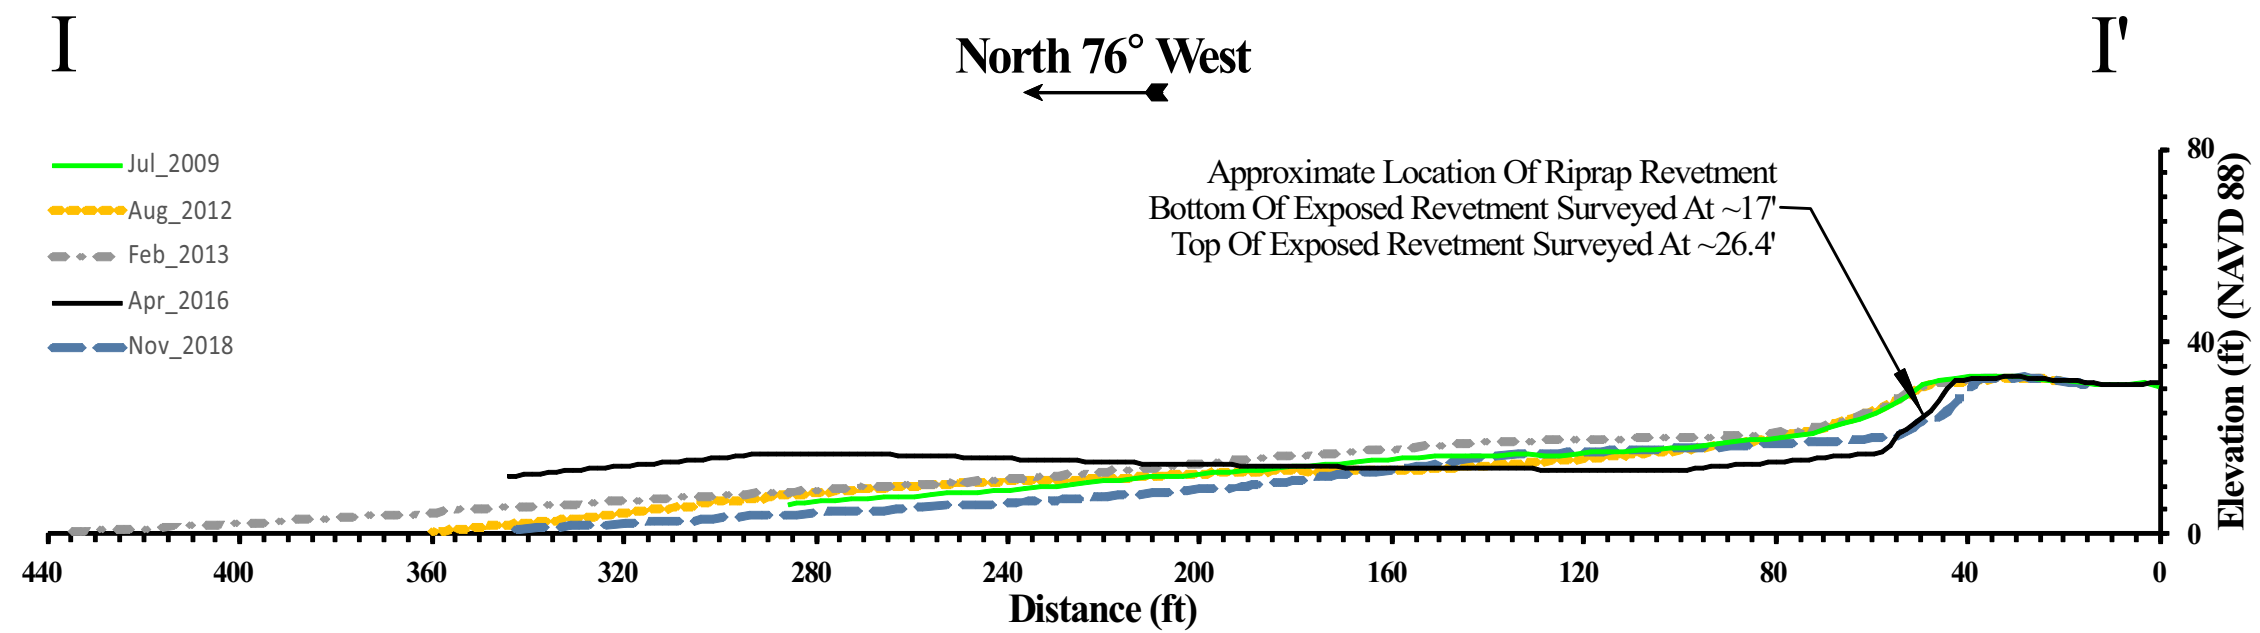 I
I'
North 76° West
Jul_2009
Aug_2012
Feb_2013
Apr_2016
Nov_2018
Approximate Location Of Riprap Revetment
Bottom Of Exposed Revetment Surveyed At ~17'
Top Of Exposed Revetment Surveyed At ~26.4'
80
40
0
Elevation (ft) (NAVD 88)
440 400 360 320 280 240 200 160 120 80 40 0
Distance (ft)